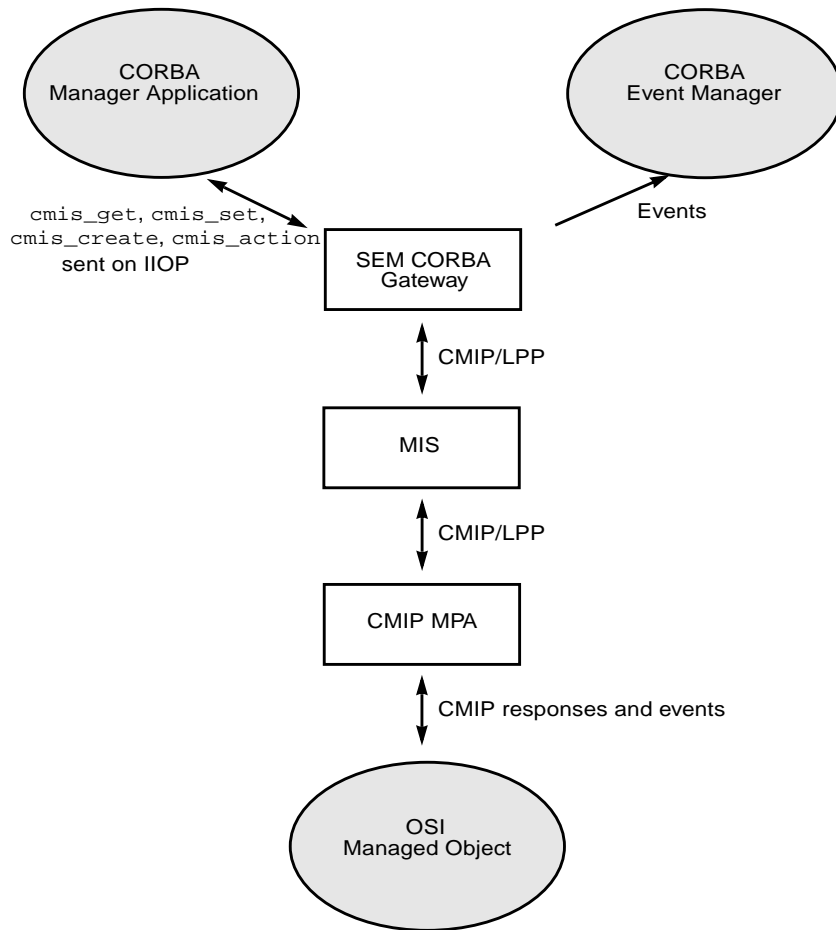 CORBA
Manager Application
CORBA
Event Manager
cmis_get, cmis_set,
cmis_create, cmis_action
sent on IIOP
Events
SEM CORBA
Gateway
CMIP/LPP
MIS
CMIP/LPP
CMIP MPA
CMIP responses and events
OSI
Managed Object